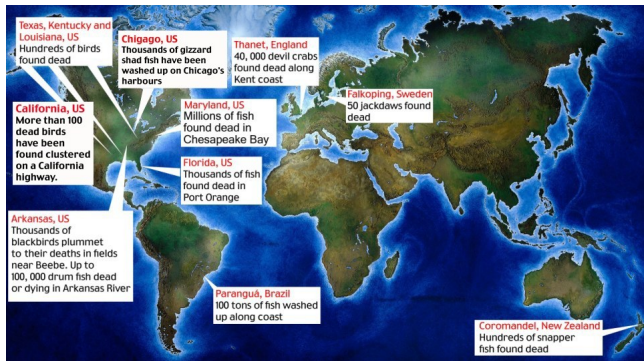 Texas, Kentucky and
Louisiana, US
Hundreds of birds
found dead
Chigago, US
Thousands of gizzard
shad fish have been
washed up on Chicago's
harbours
Thanet, England
40, 000 devil crabs
found dead along
Kent coast
Falkoping, Sweden
50 jackdaws found
dead
California, US
More than 100
dead birds
have been
found clustered
on a California
highway.
Maryland, US
Millions of fish
found dead in
Chesapeake Bay
Florida, US
Thousands of fish
found dead in
Port Orange
Arkansas, US
Thousands of
blackbirds plummet
to their deaths in fields
near Beebe. Up to
100, 000 drum fish dead
or dying in Arkansas River
Paranguá, Brazil
100 tons of fish washed
up along coast
Coromandel, New Zealand
Hundreds of snapper
fish found dead